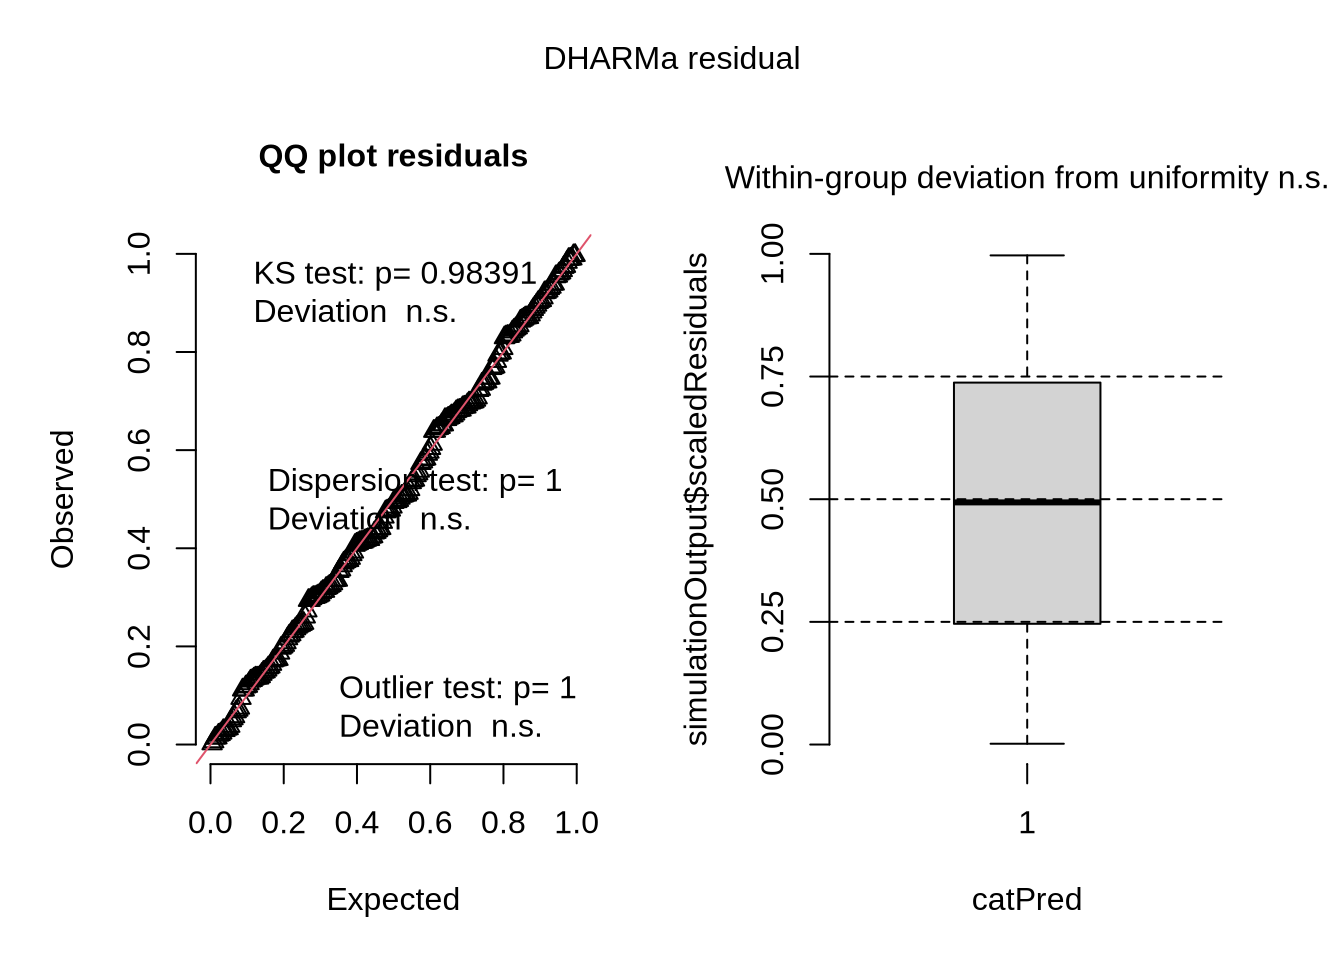 DHARMa residual
QQ plot residuals
KS test: p= 0.98391
Deviation  n.s.
Dispersion test: p= 1
Deviation  n.s.
Outlier test: p= 1
Deviation  n.s.
Observed
0.0 0.2 0.4 0.6 0.8 1.0
0.0 0.2 0.4 0.6 0.8 1.0
Expected
Within-group deviation from uniformity n.s.
simulationOutput$scaledResiduals
0.00 0.25 0.50 0.75 1.00
1
catPred